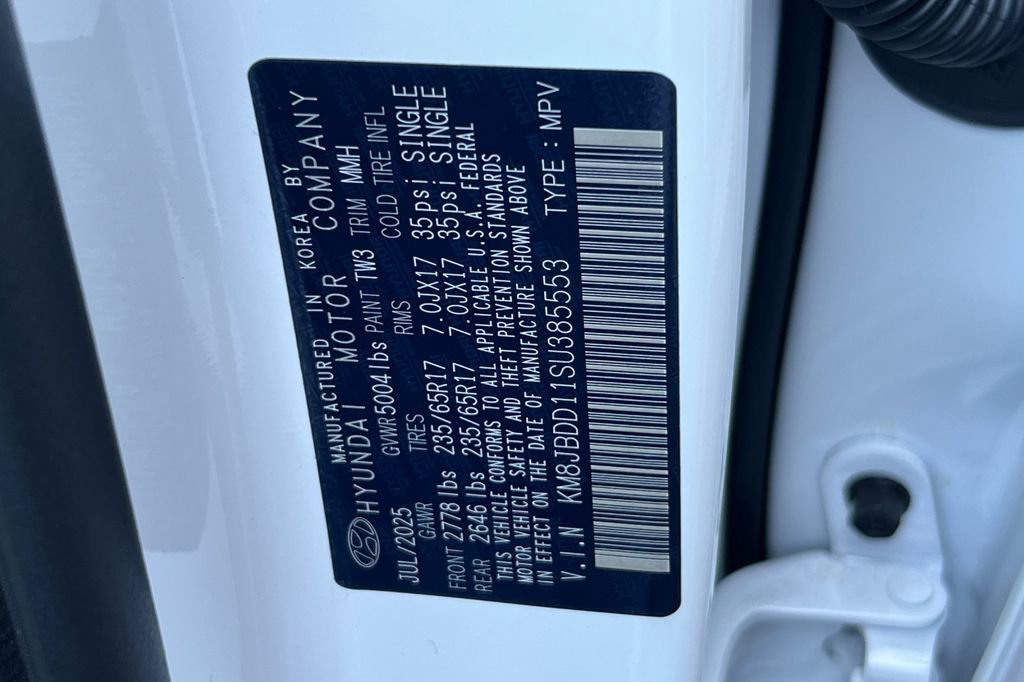 MANUFACTURED IN KOREA BY
HYUNDAI MOTOR COMPANY
JUL/2025 GVWR5004lbs PAINT TW3 TRIM MMH
GAWR TIRES RIMS COLD TIRE INFL
FRONT 2778lbs 235/65R17 7.0JX17 35psi SINGLE
REAR 2646lbs 235/65R17 7.0JX17 35psi SINGLE
THIS VEHICLE CONFORMS TO ALL APPLICABLE U.S.A. FEDERAL
MOTOR VEHICLE SAFETY AND THEFT PREVENTION STANDARDS
IN EFFECT ON THE DATE OF MANUFACTURE SHOWN ABOVE
V.I.N KM8JBDD11SU385553 TYPE : MPV